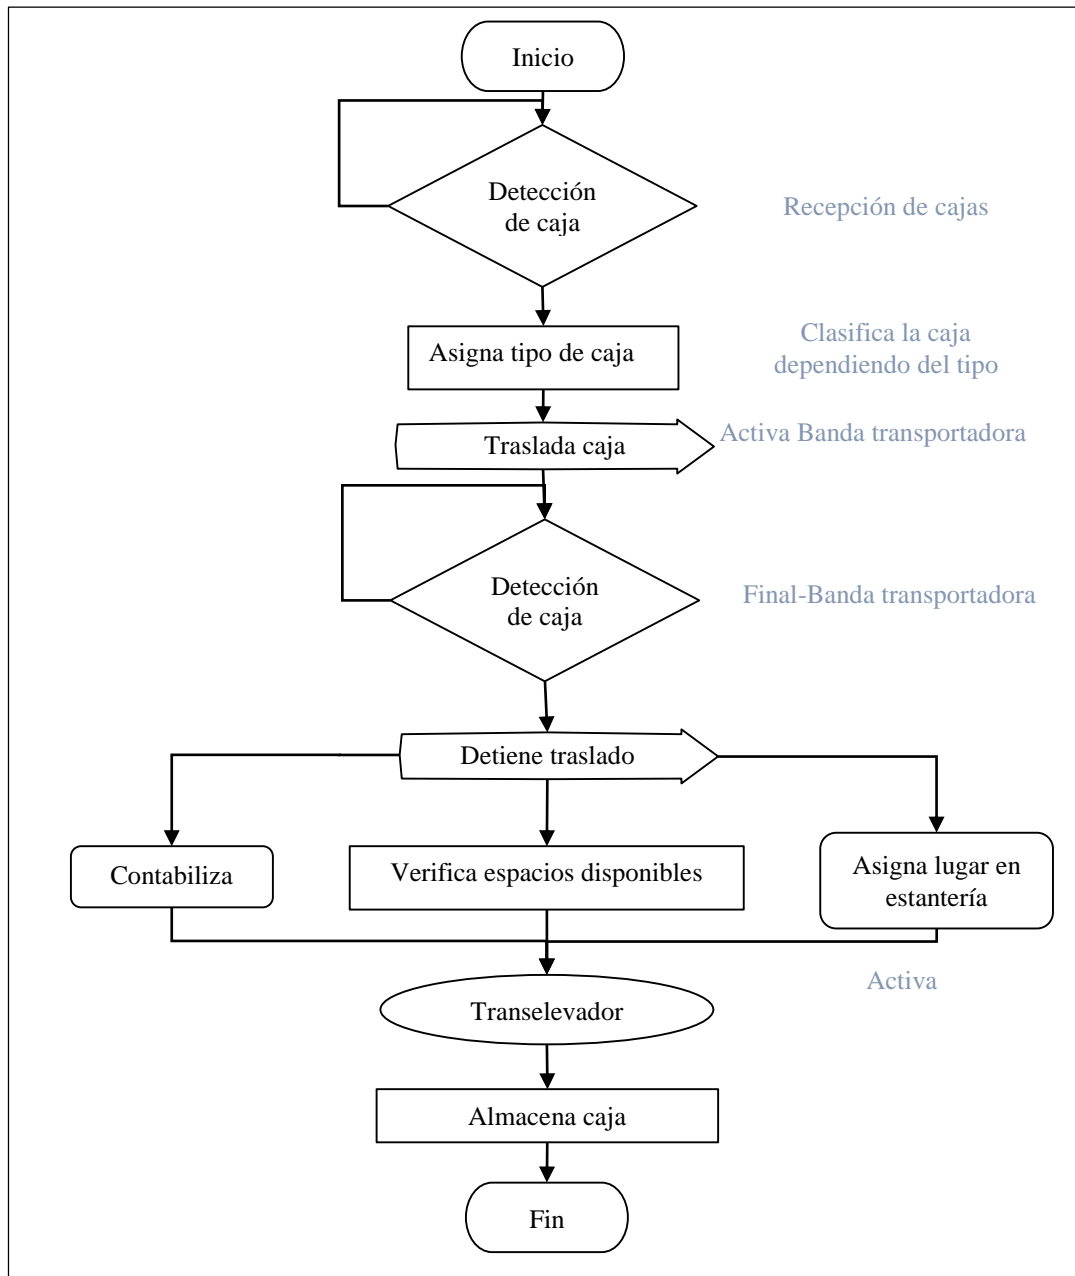 Inicio
Detección
de caja
Recepción de cajas
Asigna tipo de caja
Clasifica la caja
dependiendo del tipo
Traslada caja
Activa Banda transportadora
Detección
de caja
Final-Banda transportadora
Detiene traslado
Contabiliza
Verifica espacios disponibles
Asigna lugar en
estantería
Activa
Transelevador
Almacena caja
Fin